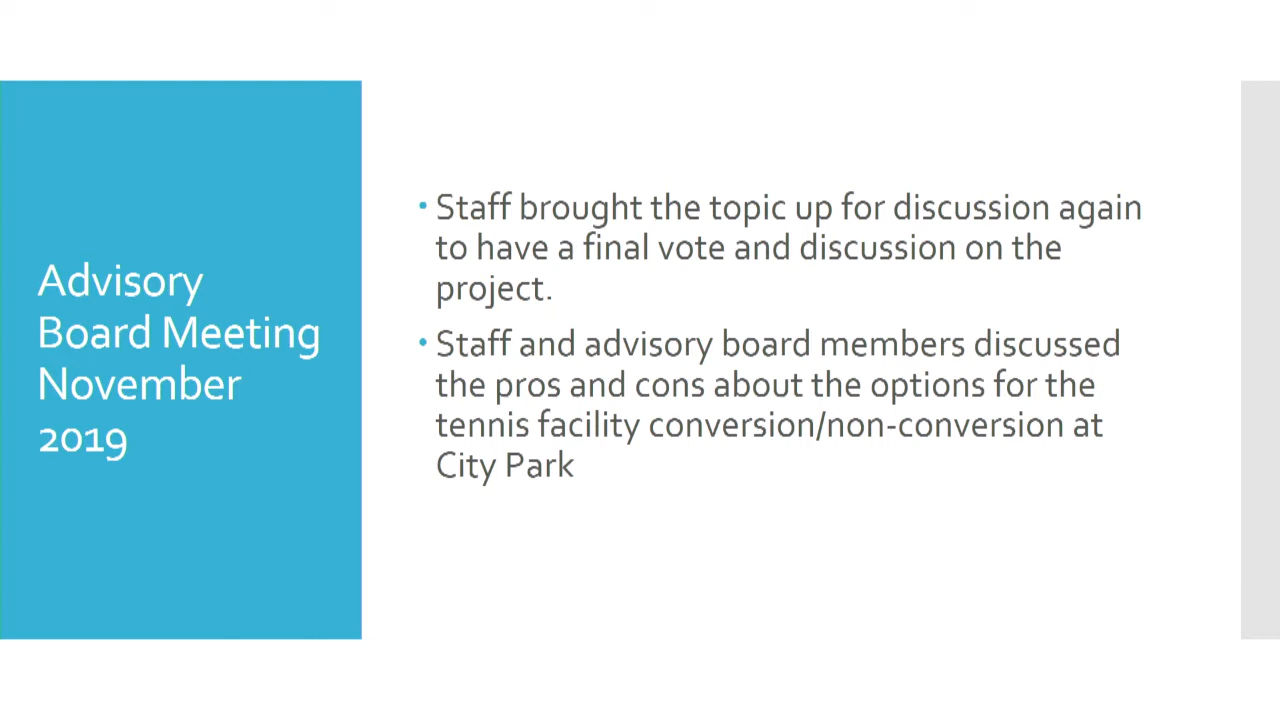 Advisory
Board Meeting
November
2019
• Staff brought the topic up for discussion again
to have a final vote and discussion on the
project.
• Staff and advisory board members discussed
the pros and cons about the options for the
tennis facility conversion/non-conversion at
City Park